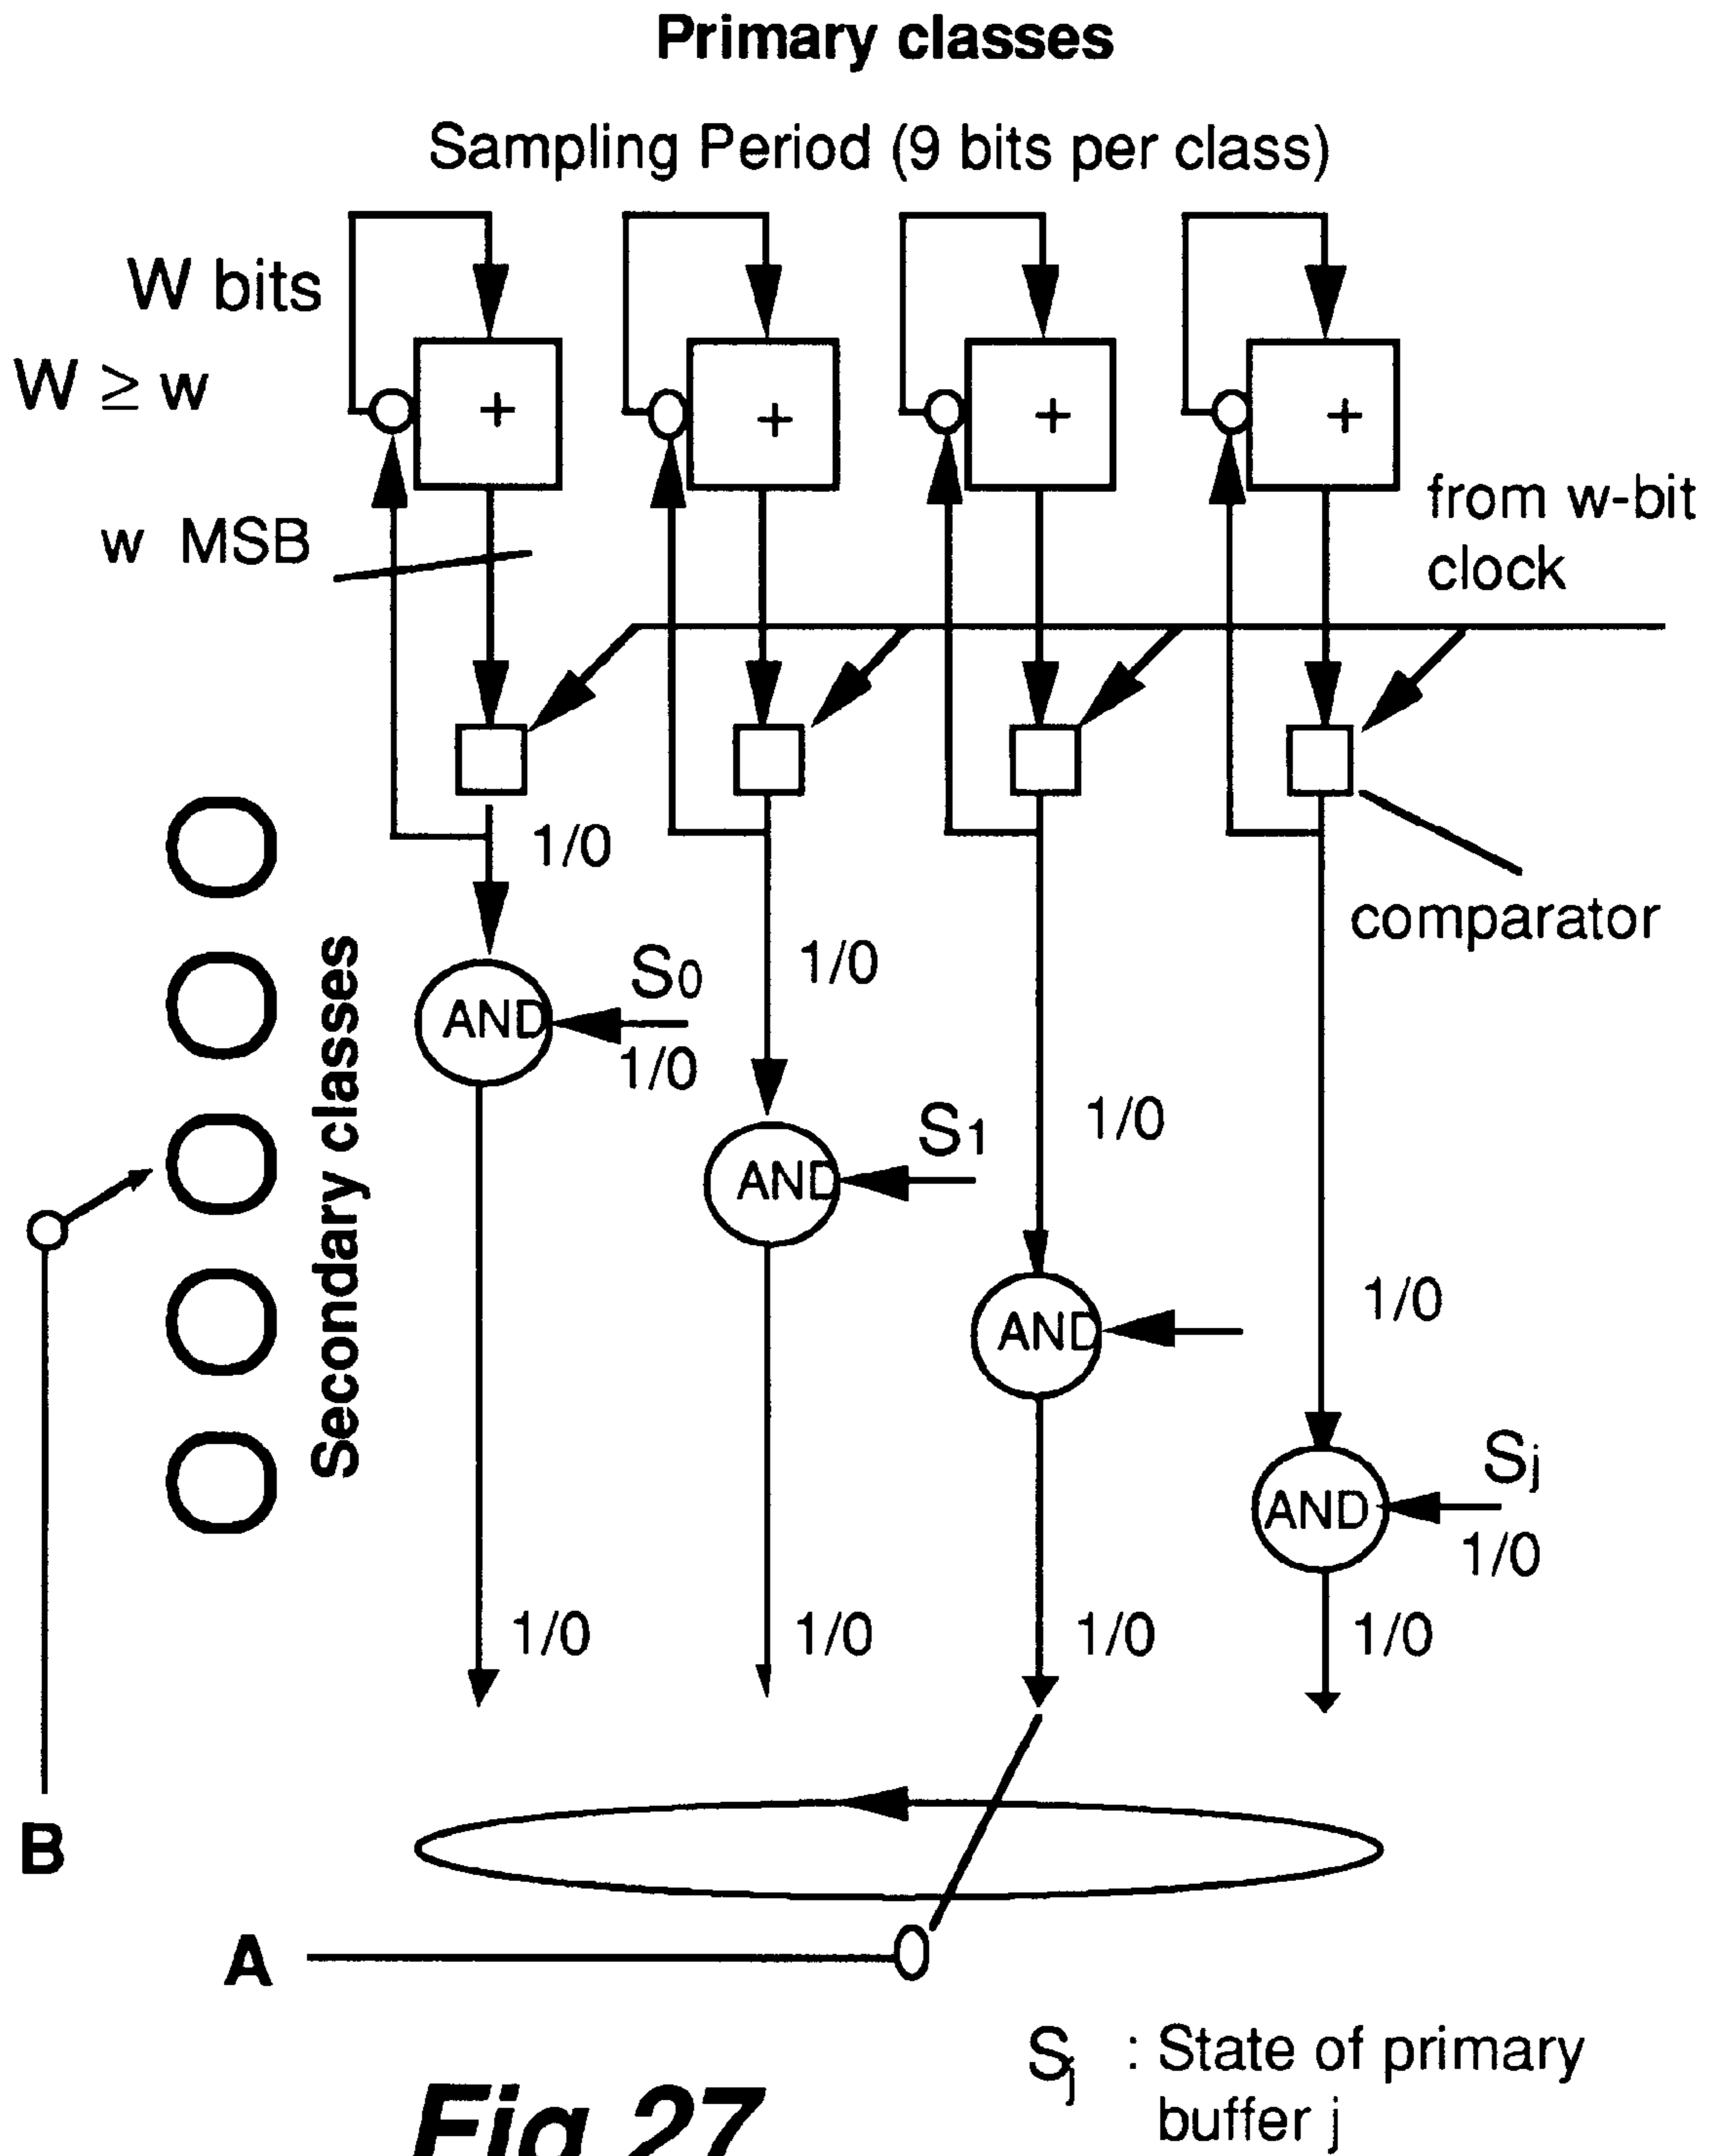 Primary classes
Sampling Period (9 bits per class)
W bits
W ≥ w
+
+
+
+
from w-bit
clock
w MSB
1/0
comparator
Secondary classes
AND
S0
1/0
1/0
AND
S1
1/0
AND
1/0
AND
Sj
1/0
1/0
1/0
1/0
1/0
B
A
Sj : State of primary
buffer j
Fig 27